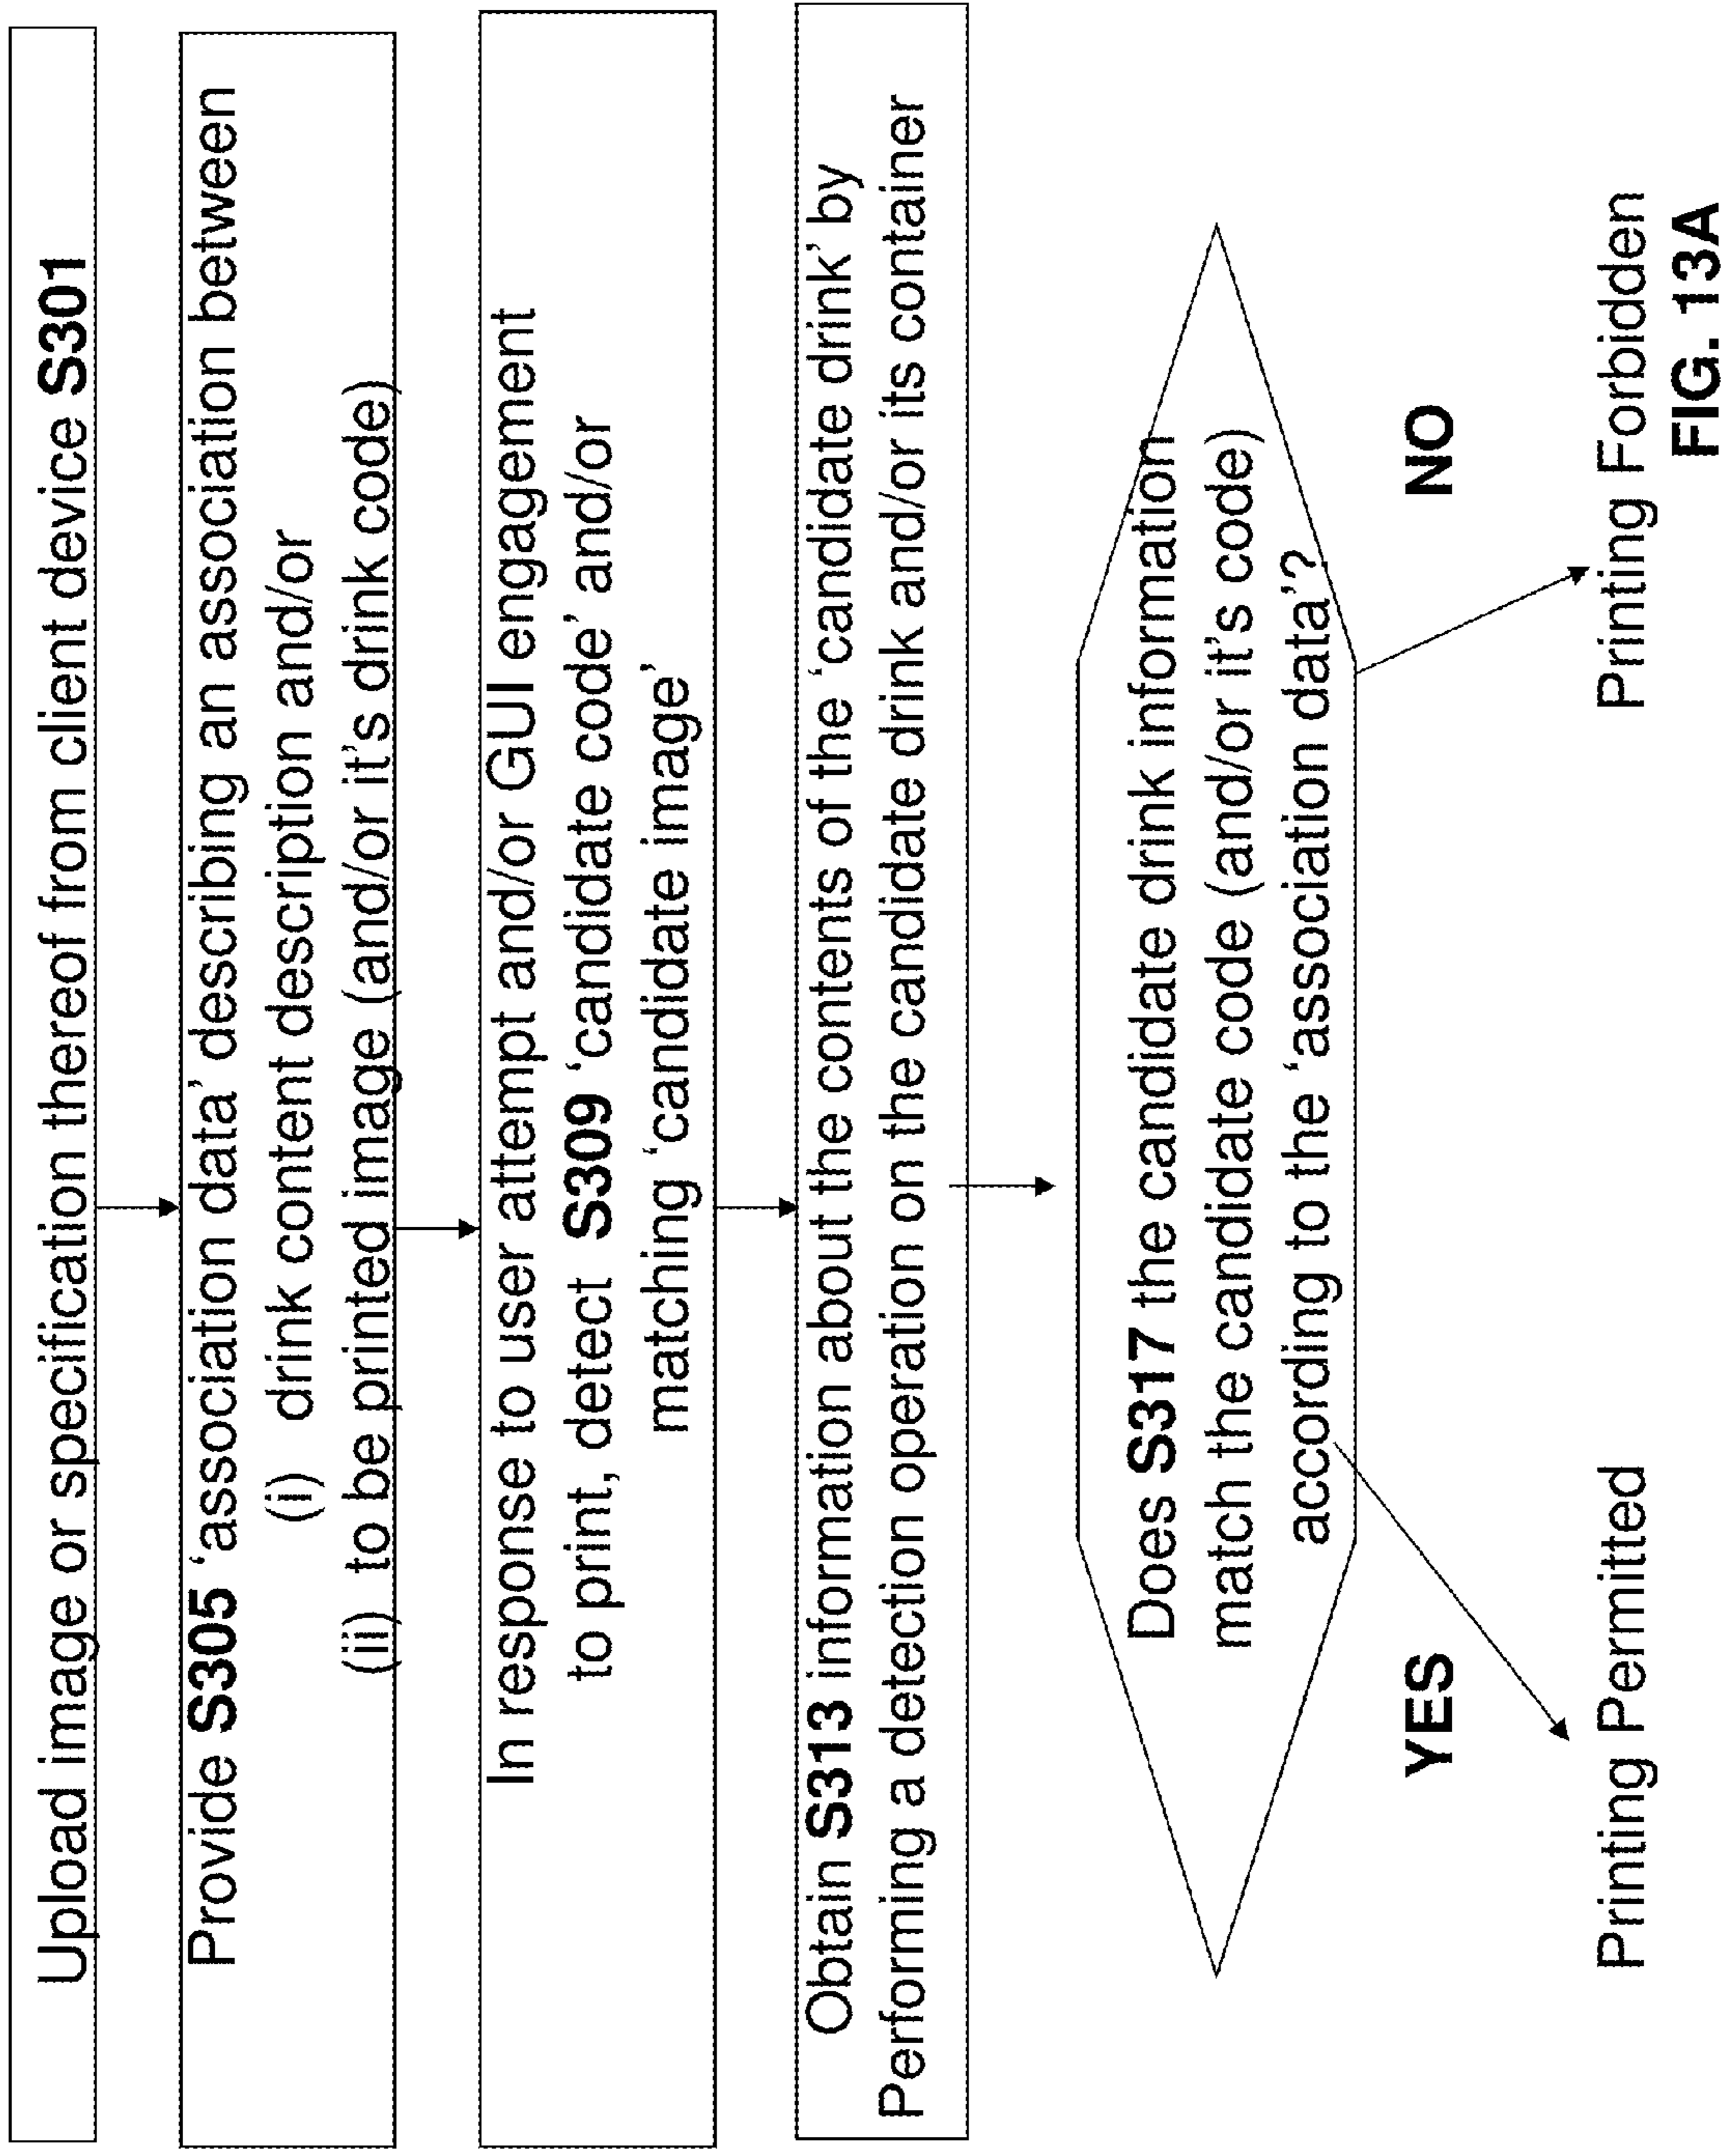 Upload image or specification thereof from client device S301
Provide S305 ‘association data’ describing an association between
(i) drink content description and/or
(ii) to be printed image (and/or it’s drink code)
In response to user attempt and/or GUI engagement
to print, detect S309 ‘candidate code’ and/or
matching ‘candidate image’
Obtain S313 information about the contents of the ‘candidate drink’ by
Performing a detection operation on the candidate drink and/or its container
Does S317 the candidate drink information
match the candidate code (and/or it’s code)
according to the ‘association data’?
YES
NO
Printing Permitted
Printing Forbidden
FIG. 13A